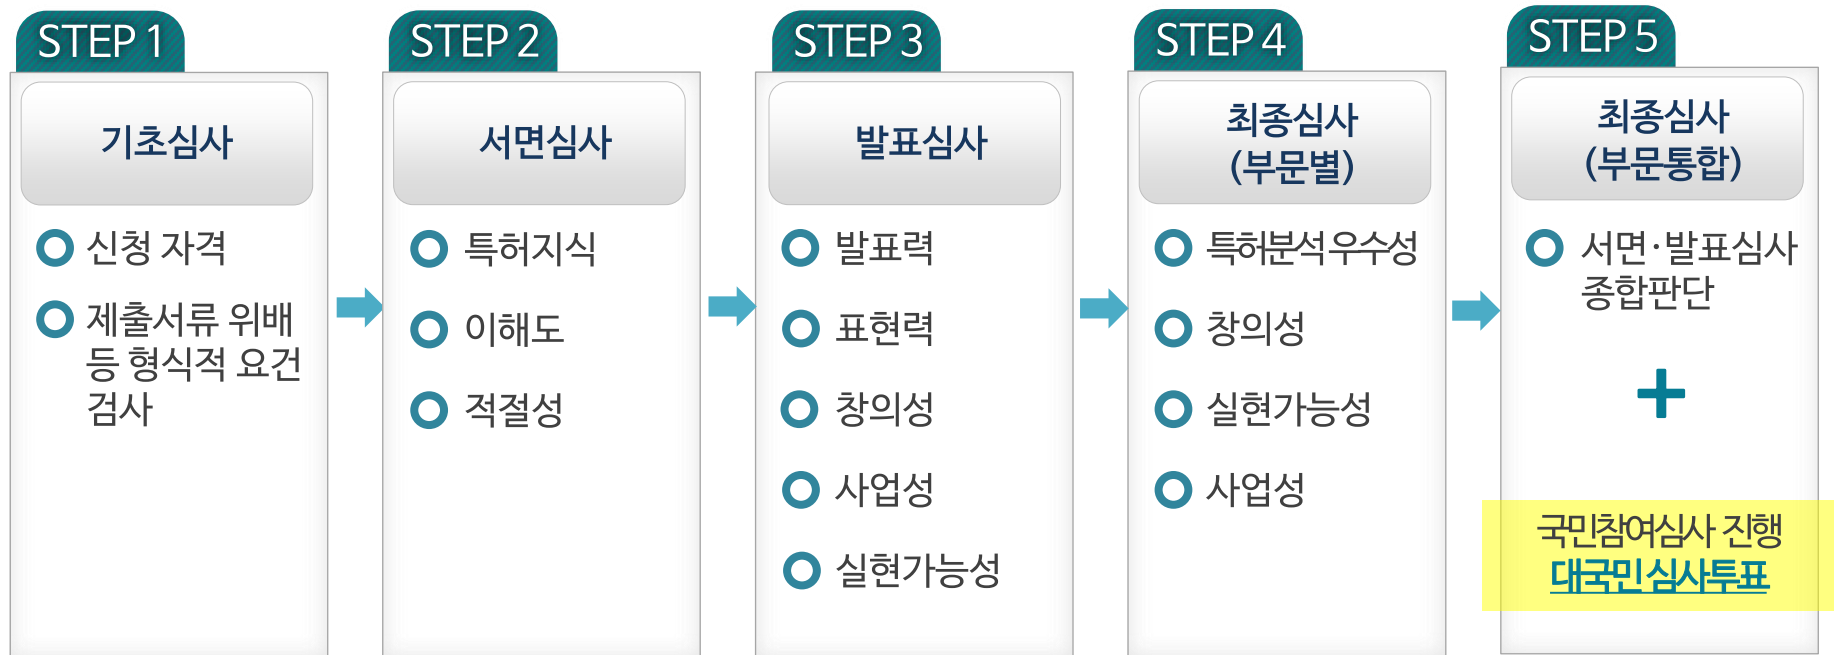 STEP 1
기초심사
신청 자격
제출서류 위배
등 형식적 요건
검사
STEP 2
서면심사
특허지식
이해도
적절성
STEP 3
발표심사
발표력
표현력
창의성
사업성
실현가능성
STEP 4
최종심사
(부문별)
특허분석 우수성
창의성
실현가능성
사업성
STEP 5
최종심사
(부문통합)
서면·발표심사
종합판단
+
국민참여심사 진행
대국민 심사투표